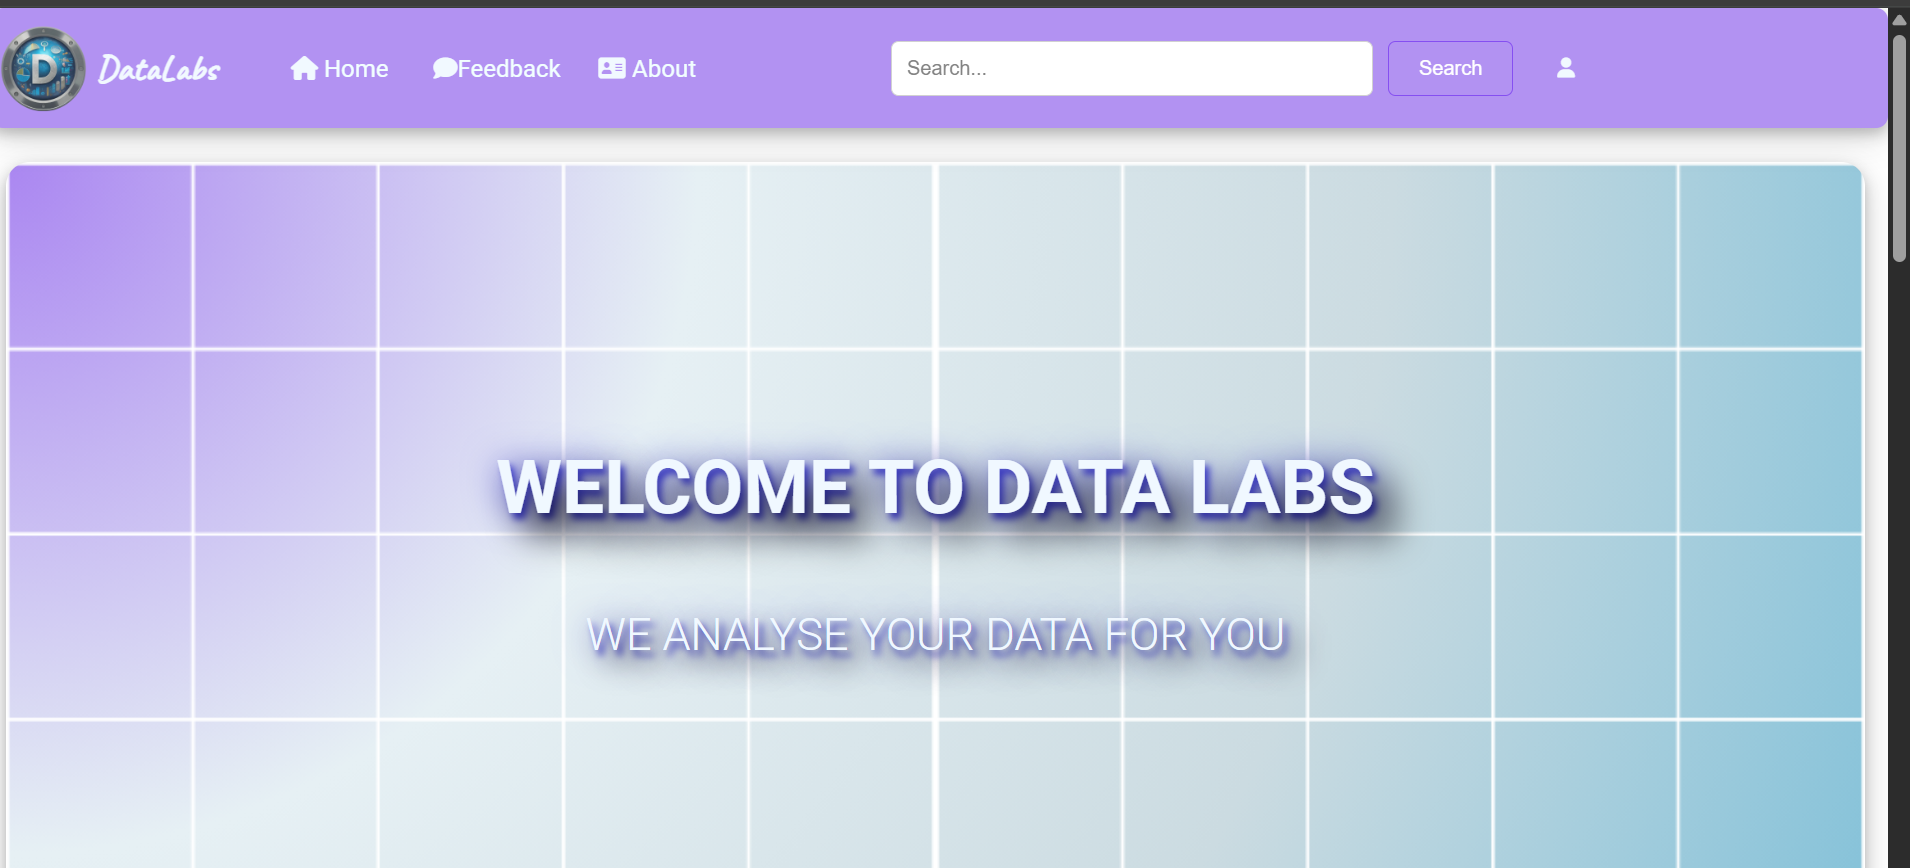 D DataLabs Home Feedback About Search... Search
WELCOME TO DATA LABS
WE ANALYSE YOUR DATA FOR YOU